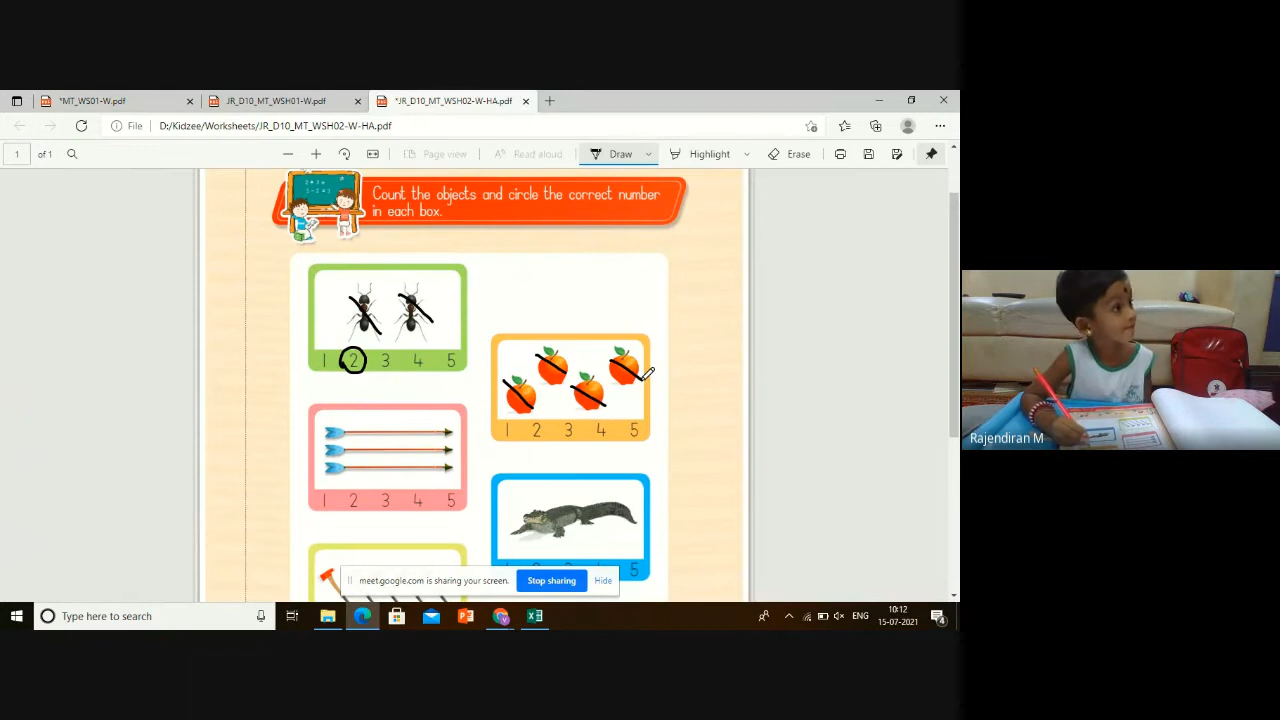 *MT_WS01-W.pdf
JR_D10_MT_WSH01-W.pdf
*JR_D10_MT_WSH02-W-HA.pdf
File
D:/Kidzee/Worksheets/JR_D10_MT_WSH02-W-HA.pdf
1 of 1
Page view
Read aloud
Draw
Highlight
Erase
Count the objects and circle the correct number
in each box.
1 2 3 4 5
1 2 3 4 5
1 2 3 4 5
5
meet.google.com is sharing your screen.
Stop sharing
Hide
Rajendiran M
Type here to search
ENG
10:12
15-07-2021
4